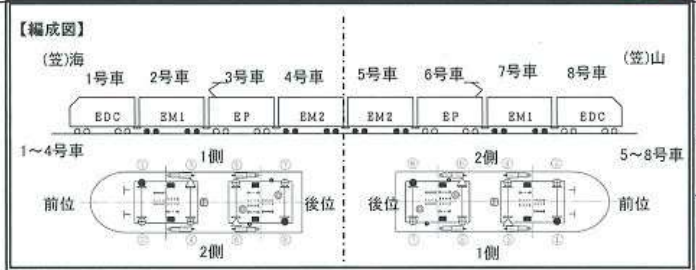 【編成図】
(笠)海
(笠)山
1号車 2号車 3号車 4号車 5号車 6号車 7号車 8号車
EDC EM1 EP EM2 EM2 EP EM1 EDC
1~4号車
5~8号車
1側
2側
前位
後位
後位
前位
2側
1側